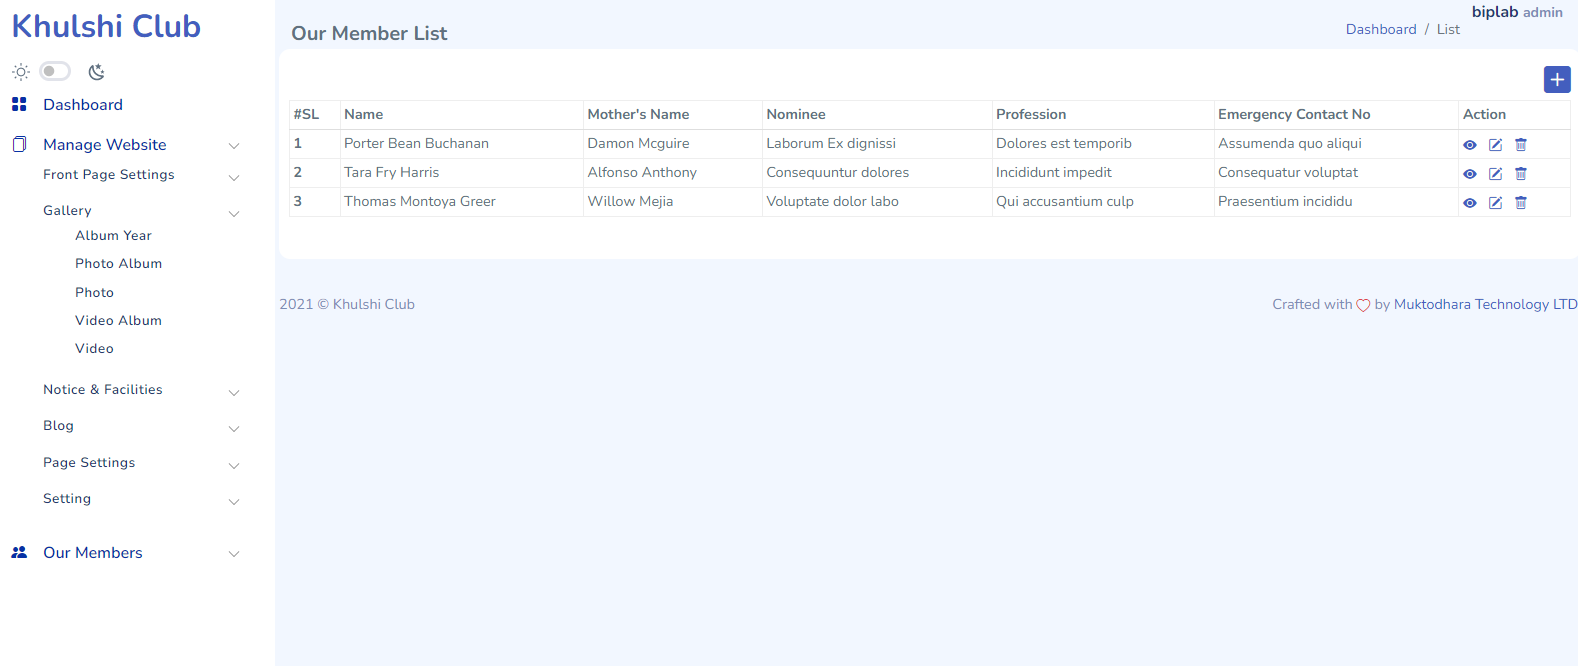 Khulshi Club
Dashboard
Manage Website
Front Page Settings
Gallery
Album Year
Photo Album
Photo
Video Album
Video
Notice & Facilities
Blog
Page Settings
Setting
Our Members
biplab admin
Our Member List
Dashboard / List
#SL Name Mother's Name Nominee Profession Emergency Contact No Action
1 Porter Bean Buchanan Damon Mcguire Laborum Ex dignissi Dolores est temporib Assumenda quo aliqui
2 Tara Fry Harris Alfonso Anthony Consequuntur dolores Incididunt impedit Consequatur voluptat
3 Thomas Montoya Greer Willow Mejia Voluptate dolor labo Qui accusantium culp Praesentium incididu
2021 © Khulshi Club
Crafted with by Muktodhara Technology LTD